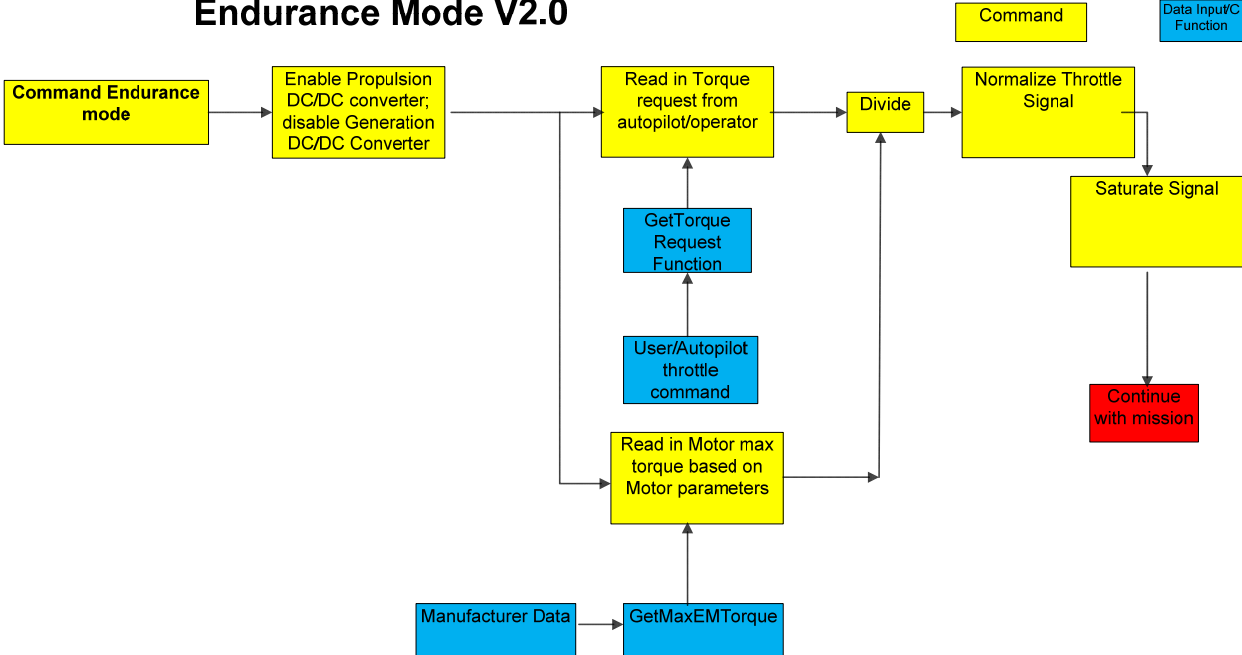 Endurance Mode V2.0
Command
Data Input/C
Function
Command Endurance
mode
Enable Propulsion
DC/DC converter;
disable Generation
DC/DC Converter
Read in Torque
request from
autopilot/operator
Divide
Normalize Throttle
Signal
Saturate Signal
GetTorque
Request
Function
User/Autopilot
throttle
command
Continue
with mission
Read in Motor max
torque based on
Motor parameters
Manufacturer Data
GetMaxEMTorque